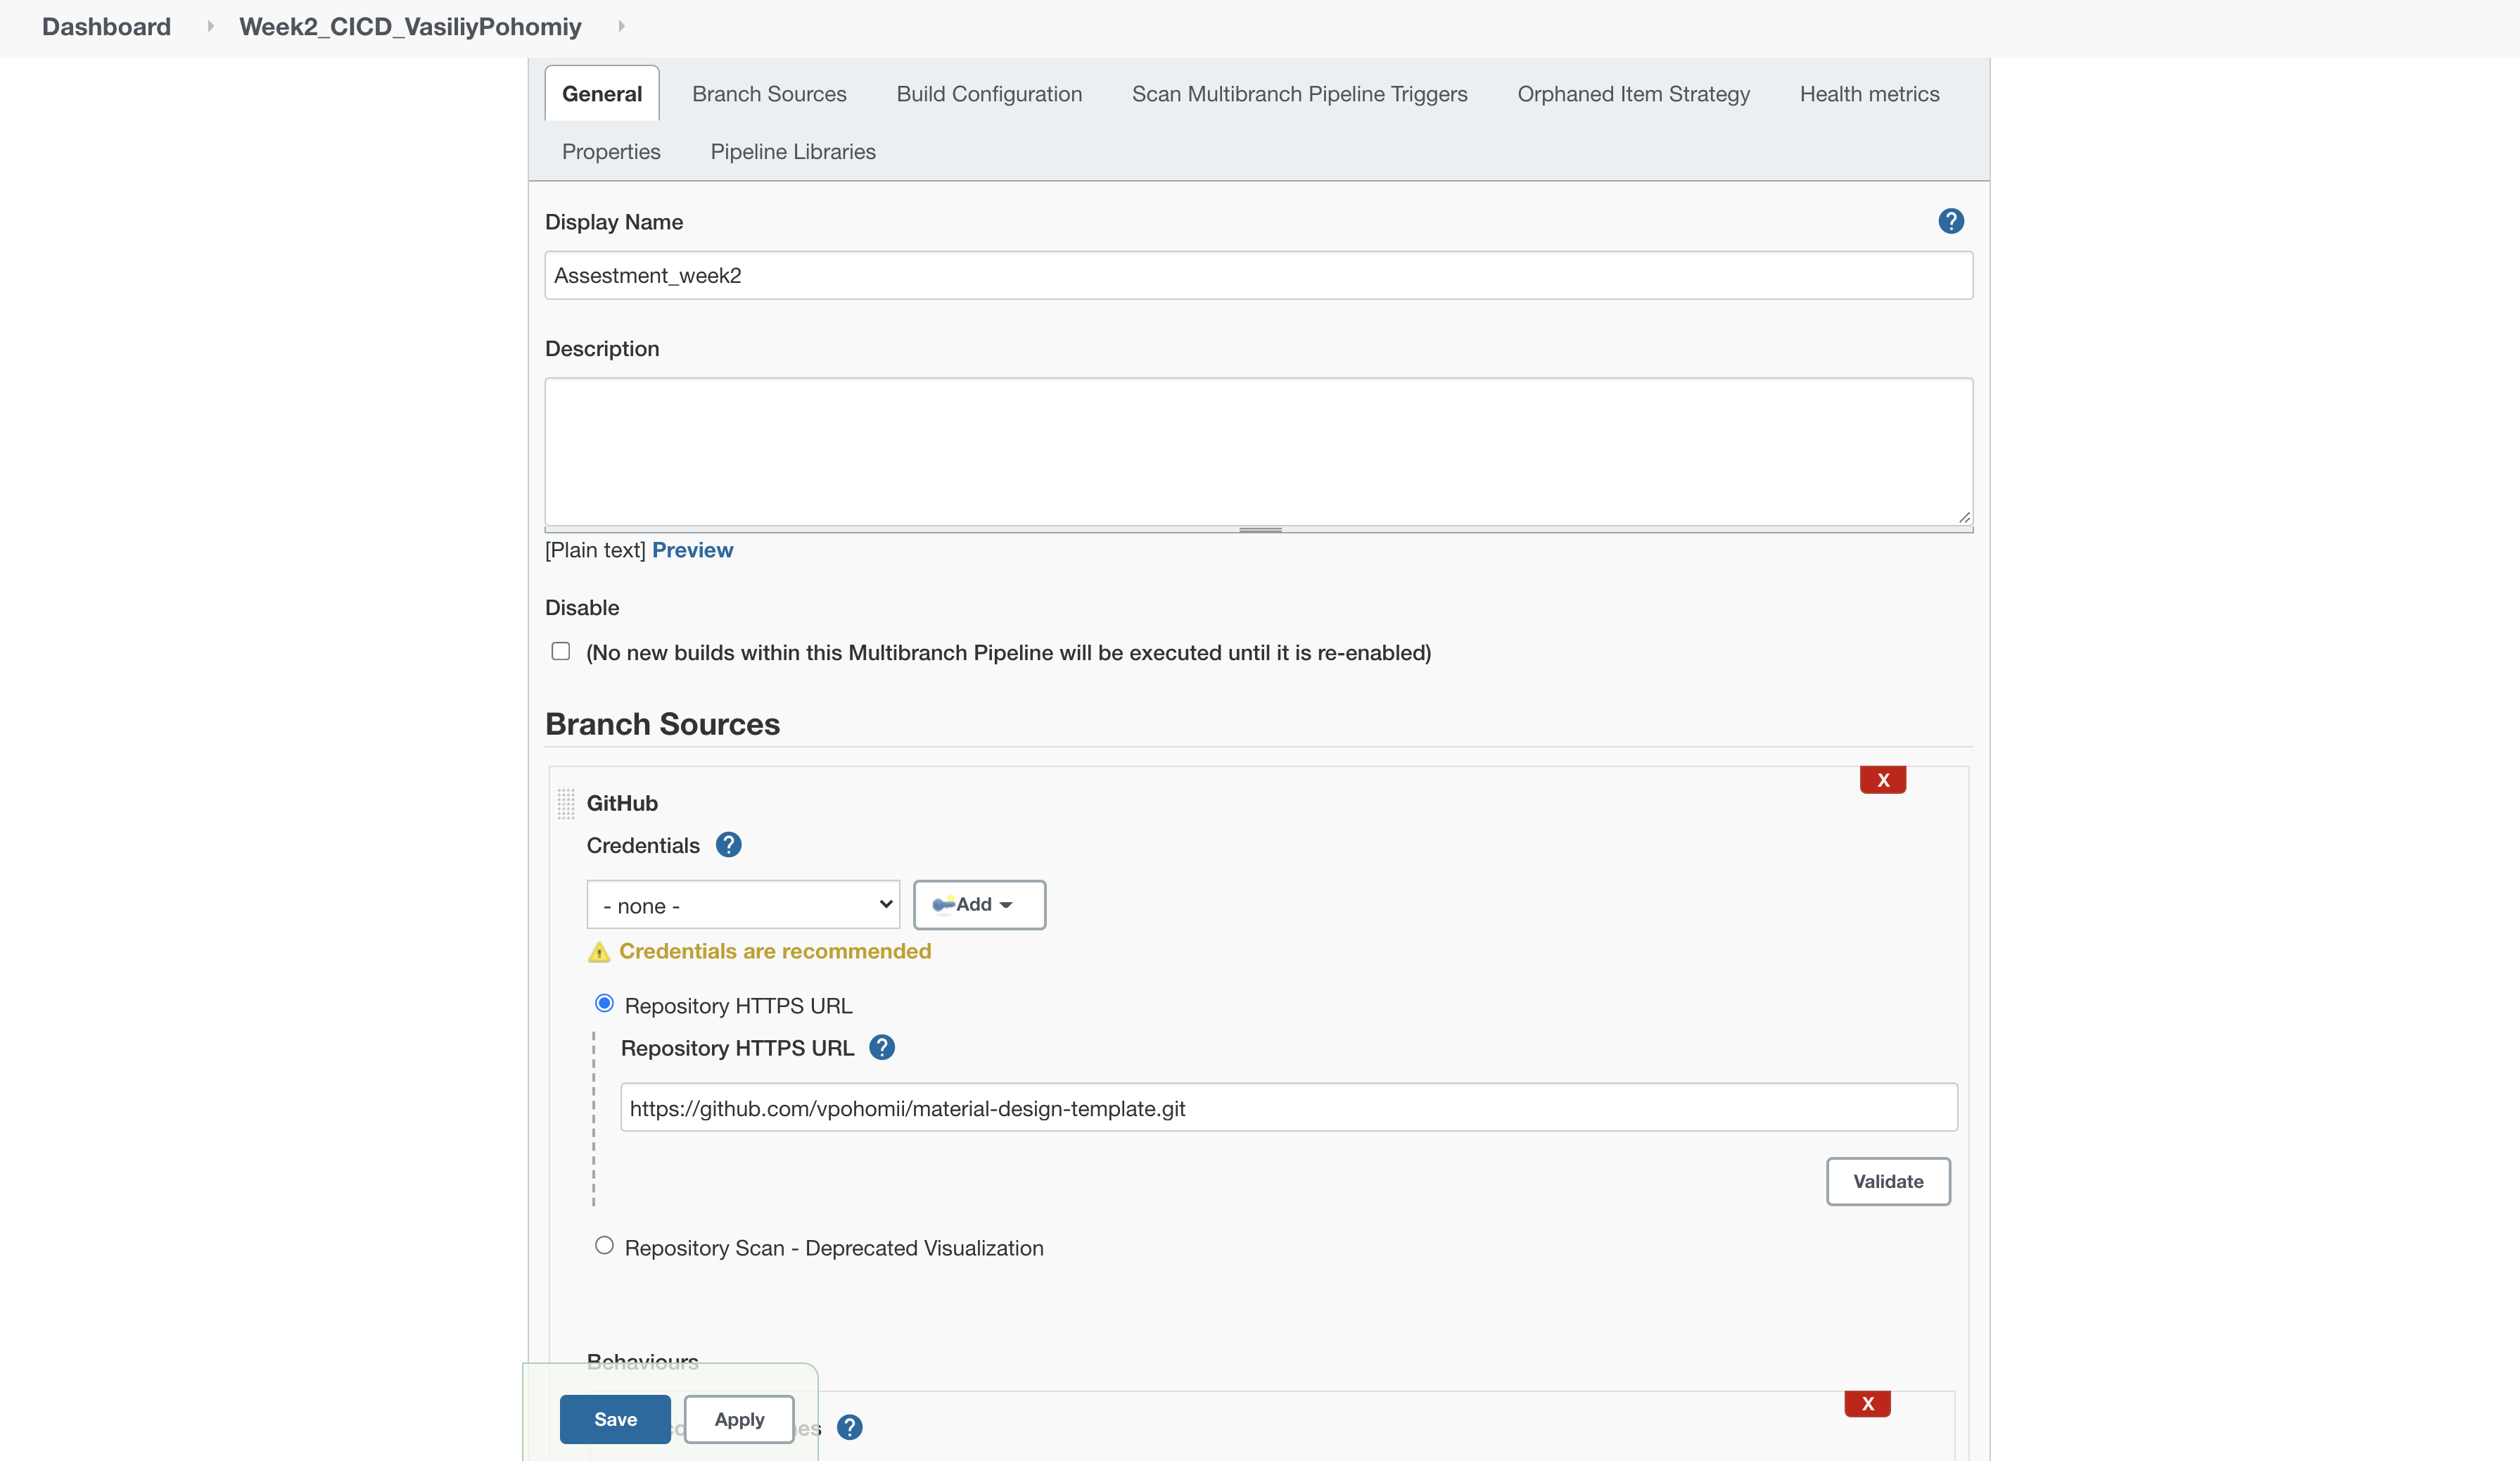 Dashboard Week2_CICD_VasiliyPohomiy
General Branch Sources Build Configuration Scan Multibranch Pipeline Triggers Orphaned Item Strategy Health metrics
Properties Pipeline Libraries
Display Name ?
Assestment_week2
Description
[Plain text] Preview
Disable
(No new builds within this Multibranch Pipeline will be executed until it is re-enabled)
Branch Sources
X
GitHub
Credentials ?
- none - Add
Credentials are recommended
Repository HTTPS URL
Repository HTTPS URL ?
https://github.com/vpohomii/material-design-template.git
Validate
Repository Scan - Deprecated Visualization
Behaviours
X
Save Apply ?